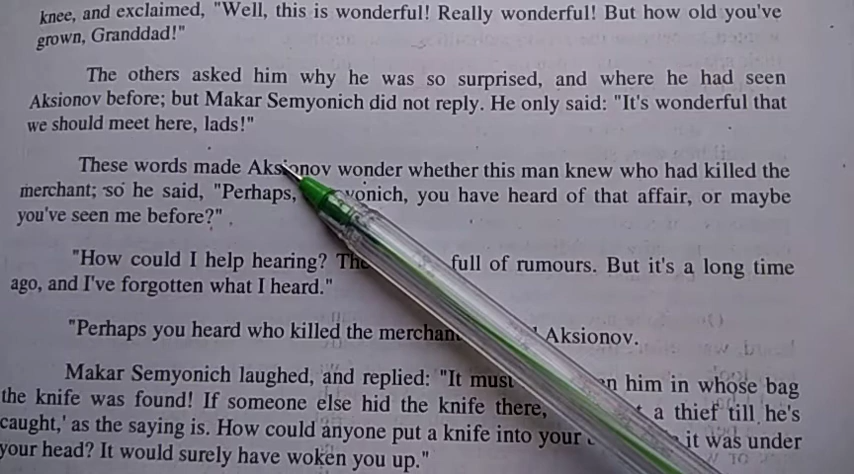 knee, and exclaimed, "Well, this is wonderful! Really wonderful! But how old you've
grown, Granddad!"
The others asked him why he was so surprised, and where he had seen
Aksionov before; but Makar Semyonich did not reply. He only said: "It's wonderful that
we should meet here, lads!"
These words made Aksionov wonder whether this man knew who had killed the
merchant; so he said, "Perhaps, you have heard of that affair, or maybe
you've seen me before?"
"How could I help hearing? full of rumours. But it's a long time
ago, and I've forgotten what I heard."
"Perhaps you heard who killed the Aksionov.
Makar Semyonich laughed, and replied: "It must him in whose bag
the knife was found! If someone else hid the knife there, a thief till he's
caught,' as the saying is. How could anyone put a knife into your it was under
your head? It would surely have woken you up."